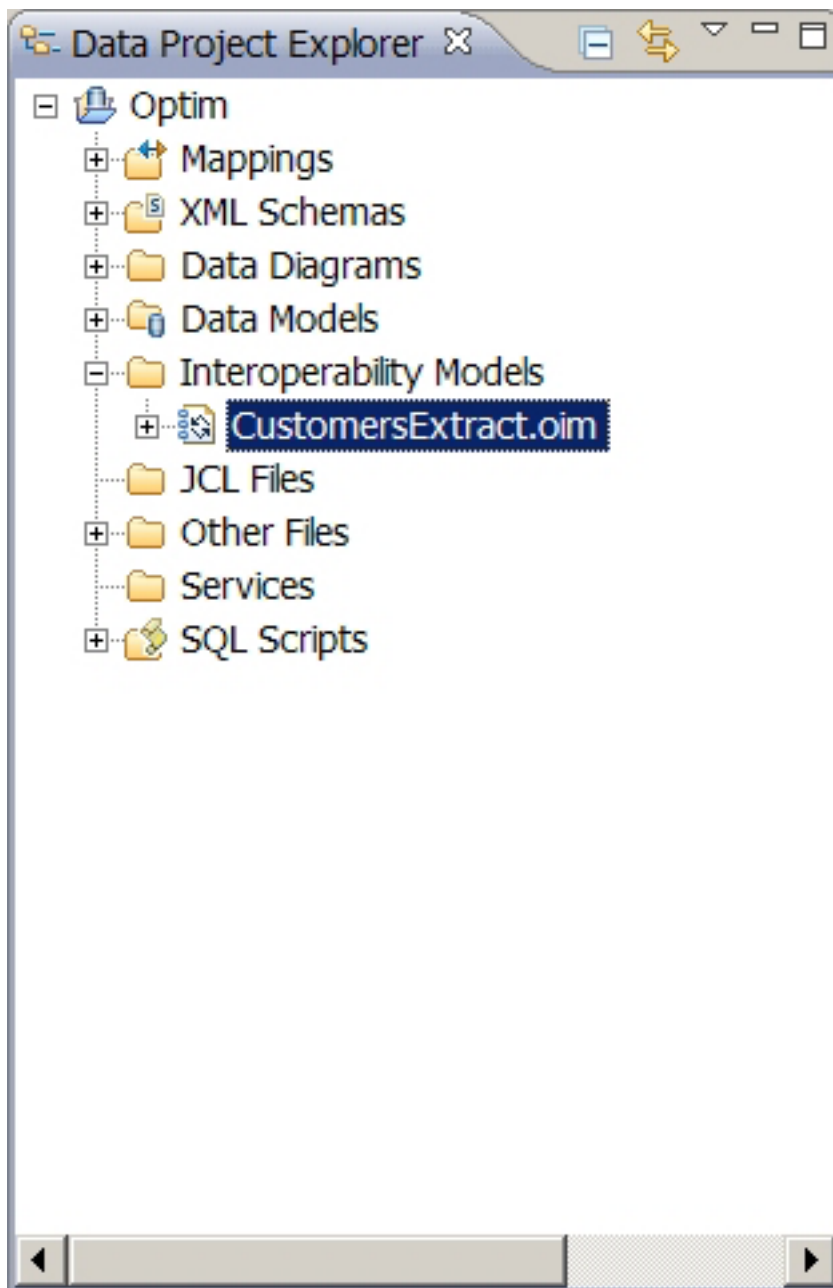 Data Project Explorer
Optim
Mappings
XML Schemas
Data Diagrams
Data Models
Interoperability Models
CustomersExtract.oim
JCL Files
Other Files
Services
SQL Scripts